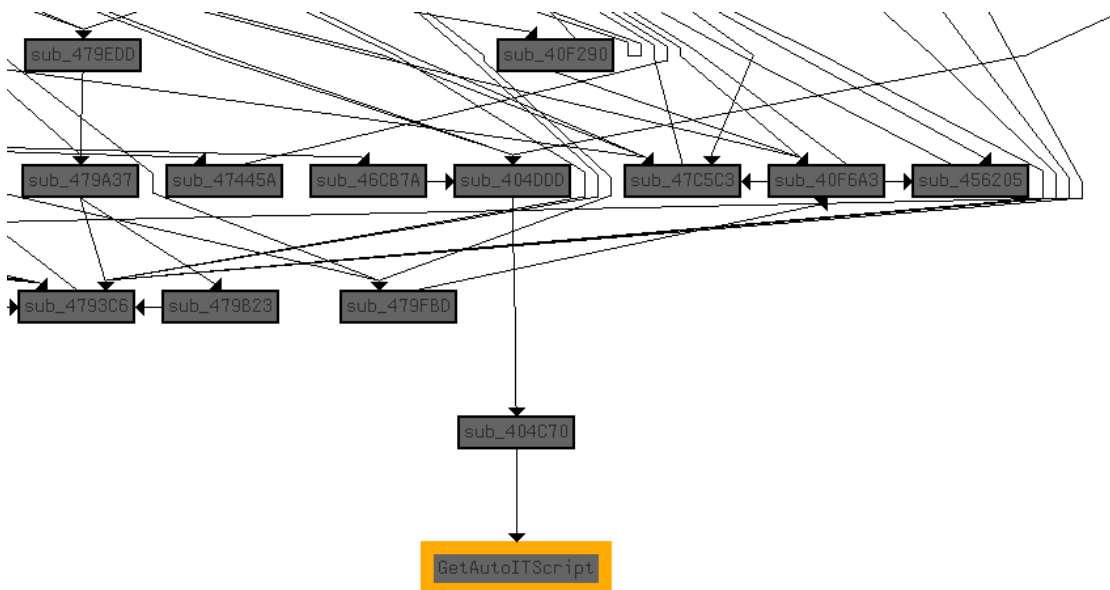 sub_479EDD
sub_40F290
sub_479A37
sub_47445A
sub_46CB7A
sub_404DDD
sub_47C5C3
sub_40F6A3
sub_456205
sub_4793C6
sub_479B23
sub_479FBD
sub_404C70
GetAutoITScript